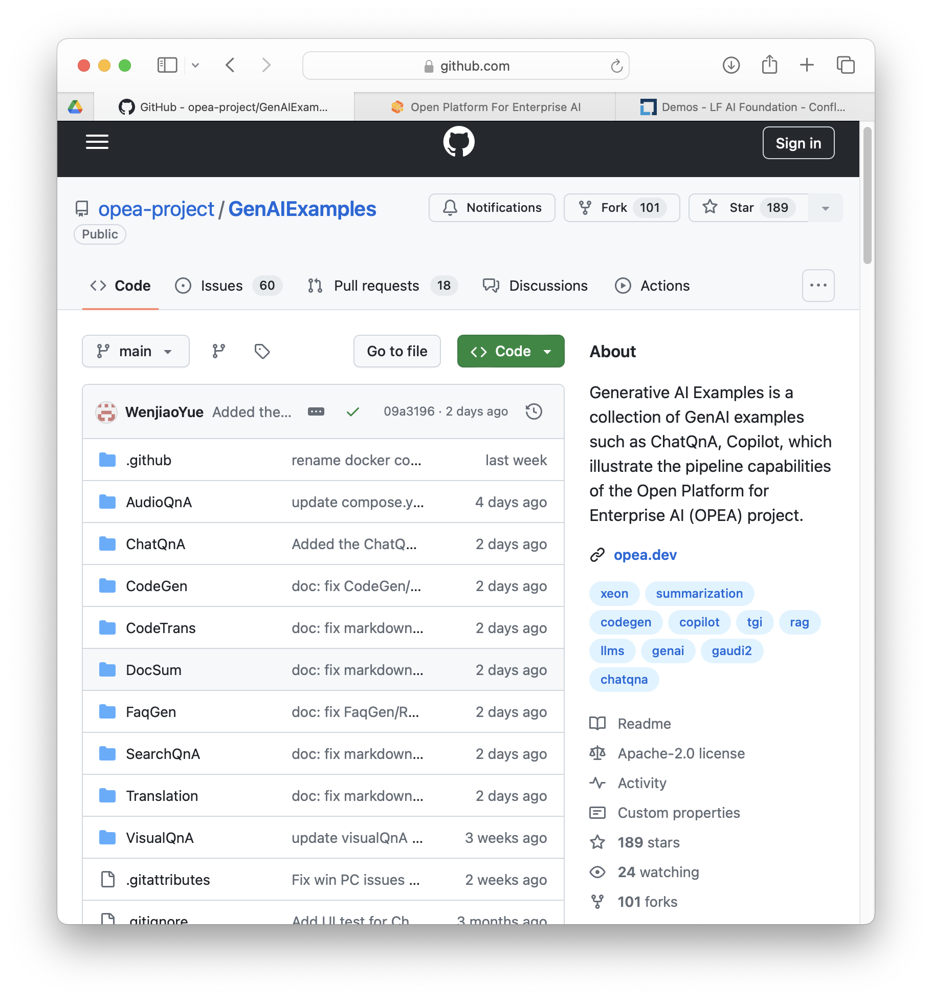 github.com
GitHub - opea-project/GenAIExam...
Open Platform For Enterprise AI
Demos - LF AI Foundation - Confl...
Sign in
opea-project / GenAIExamples
Public
Notifications
Fork 101
Star 189
Code
Issues 60
Pull requests 18
Discussions
Actions
main
Go to file
Code
WenjiaoYue Added the... 09a3196 · 2 days ago
.github rename docker co... last week
AudioQnA update compose.y... 4 days ago
ChatQnA Added the ChatQ... 2 days ago
CodeGen doc: fix CodeGen/... 2 days ago
CodeTrans doc: fix markdown... 2 days ago
DocSum doc: fix markdown... 2 days ago
FaqGen doc: fix FaqGen/R... 2 days ago
SearchQnA doc: fix markdown... 2 days ago
Translation doc: fix markdown... 2 days ago
VisualQnA update visualQnA ... 3 weeks ago
.gitattributes Fix win PC issues ... 2 weeks ago
.gitignore Add UI test for Ch 3 months ago
About
Generative AI Examples is a
collection of GenAI examples
such as ChatQnA, Copilot, which
illustrate the pipeline capabilities
of the Open Platform for
Enterprise AI (OPEA) project.
opea.dev
xeon summarization
codegen copilot tgi rag
llms genai gaudi2
chatqna
Readme
Apache-2.0 license
Activity
Custom properties
189 stars
24 watching
101 forks